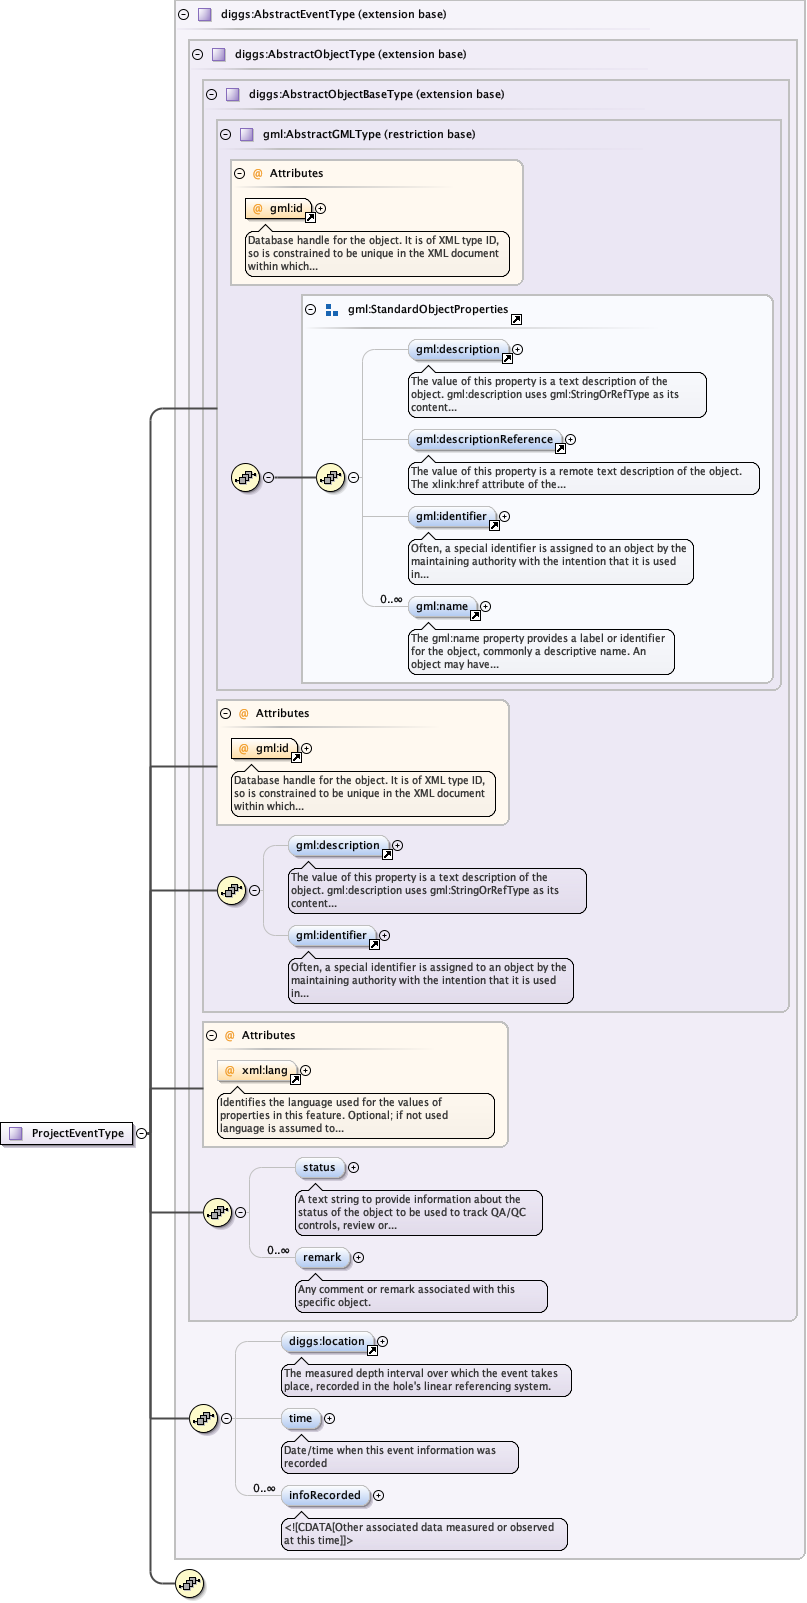 diggs:AbstractEventType (extension base)
diggs:AbstractObjectType (extension base)
diggs:AbstractObjectBaseType (extension base)
gml:AbstractGMLType (restriction base)
@ Attributes
@ gml:id
Database handle for the object. It is of XML type ID,
so is constrained to be unique in the XML document
within which...
gml:StandardObjectProperties
gml:description
The value of this property is a text description of the
object. gml:description uses gml:StringOrRefType as its
content...
gml:descriptionReference
The value of this property is a remote text description of the object.
The xlink:href attribute of the...
gml:identifier
Often, a special identifier is assigned to an object by the
maintaining authority with the intention that it is used
in...
0..∞
gml:name
The gml:name property provides a label or identifier
for the object, commonly a descriptive name. An
object may have...
@ Attributes
@ gml:id
Database handle for the object. It is of XML type ID,
so is constrained to be unique in the XML document
within which...
gml:description
The value of this property is a text description of the
object. gml:description uses gml:StringOrRefType as its
content...
gml:identifier
Often, a special identifier is assigned to an object by the
maintaining authority with the intention that it is used
in...
@ Attributes
@ xml:lang
Identifies the language used for the values of
properties in this feature. Optional; if not used
language is assumed to...
ProjectEventType
status
A text string to provide information about the
status of the object to be used to track QA/QC
controls, review or...
0..∞
remark
Any comment or remark associated with this
specific object.
diggs:location
The measured depth interval over which the event takes
place, recorded in the hole's linear referencing system.
time
Date/time when this event information was
recorded
0..∞
infoRecorded
<![CDATA[Other associated data measured or observed
at this time]]>